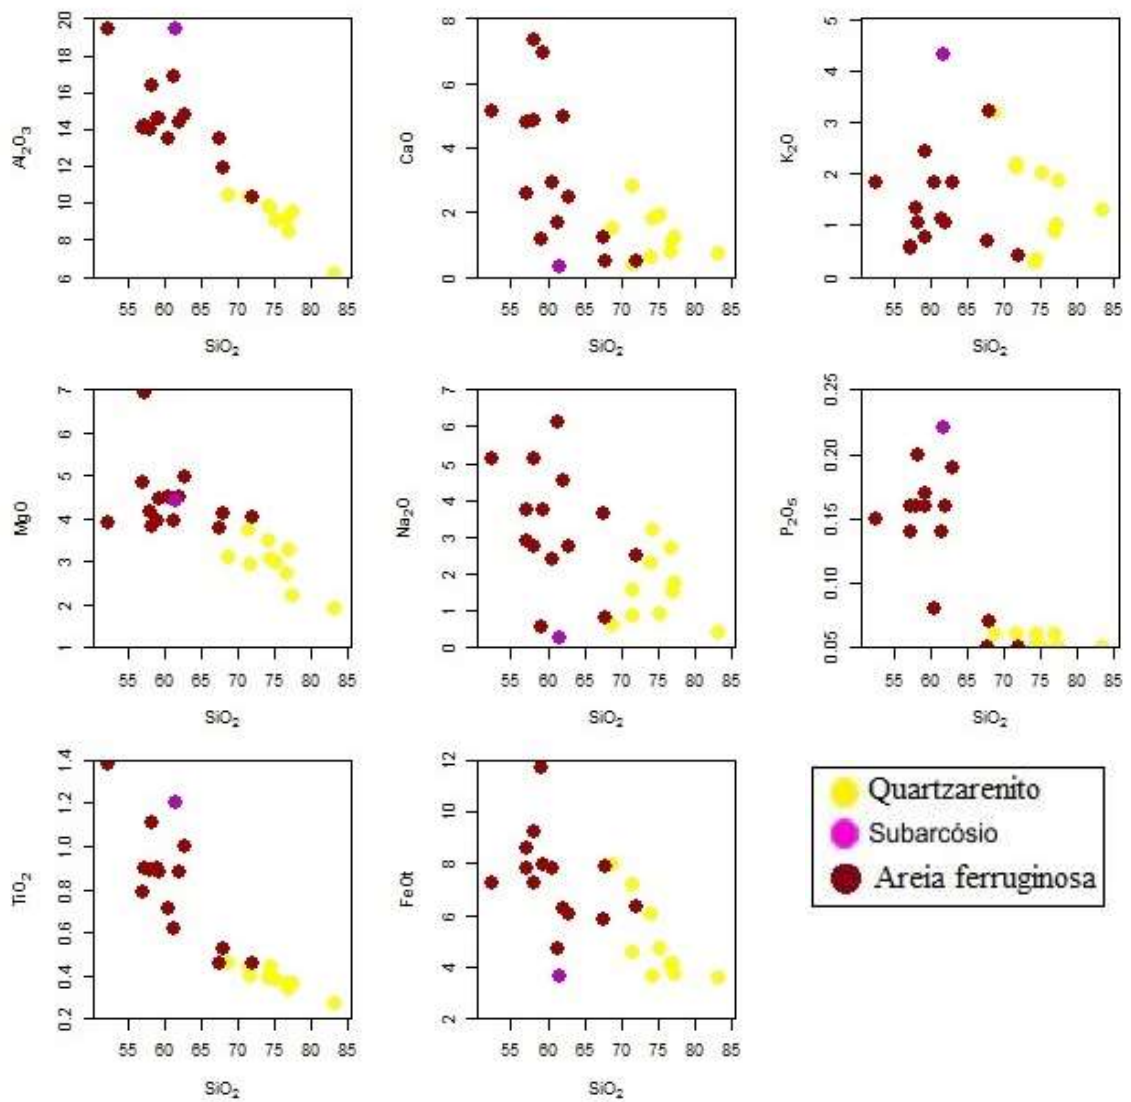 20
18
16
14
12
10
8
6
Al₂O₃
55 60 65 70 75 80 85
SiO₂
8
6
4
2
0
CaO
55 60 65 70 75 80 85
SiO₂
5
4
3
2
1
0
K₂O
55 60 65 70 75 80 85
SiO₂
7
6
5
4
3
2
1
MgO
55 60 65 70 75 80 85
SiO₂
7
6
5
4
3
2
1
0
Na₂O
55 60 65 70 75 80 85
SiO₂
0.25
0.20
0.15
0.10
0.05
P₂O₅
55 60 65 70 75 80 85
SiO₂
1.4
1.2
1.0
0.8
0.6
0.4
0.2
TiO₂
55 60 65 70 75 80 85
SiO₂
12
10
8
6
4
2
FeOt
55 60 65 70 75 80 85
SiO₂
Quartzarenito
Subarcósio
Areia ferruginosa